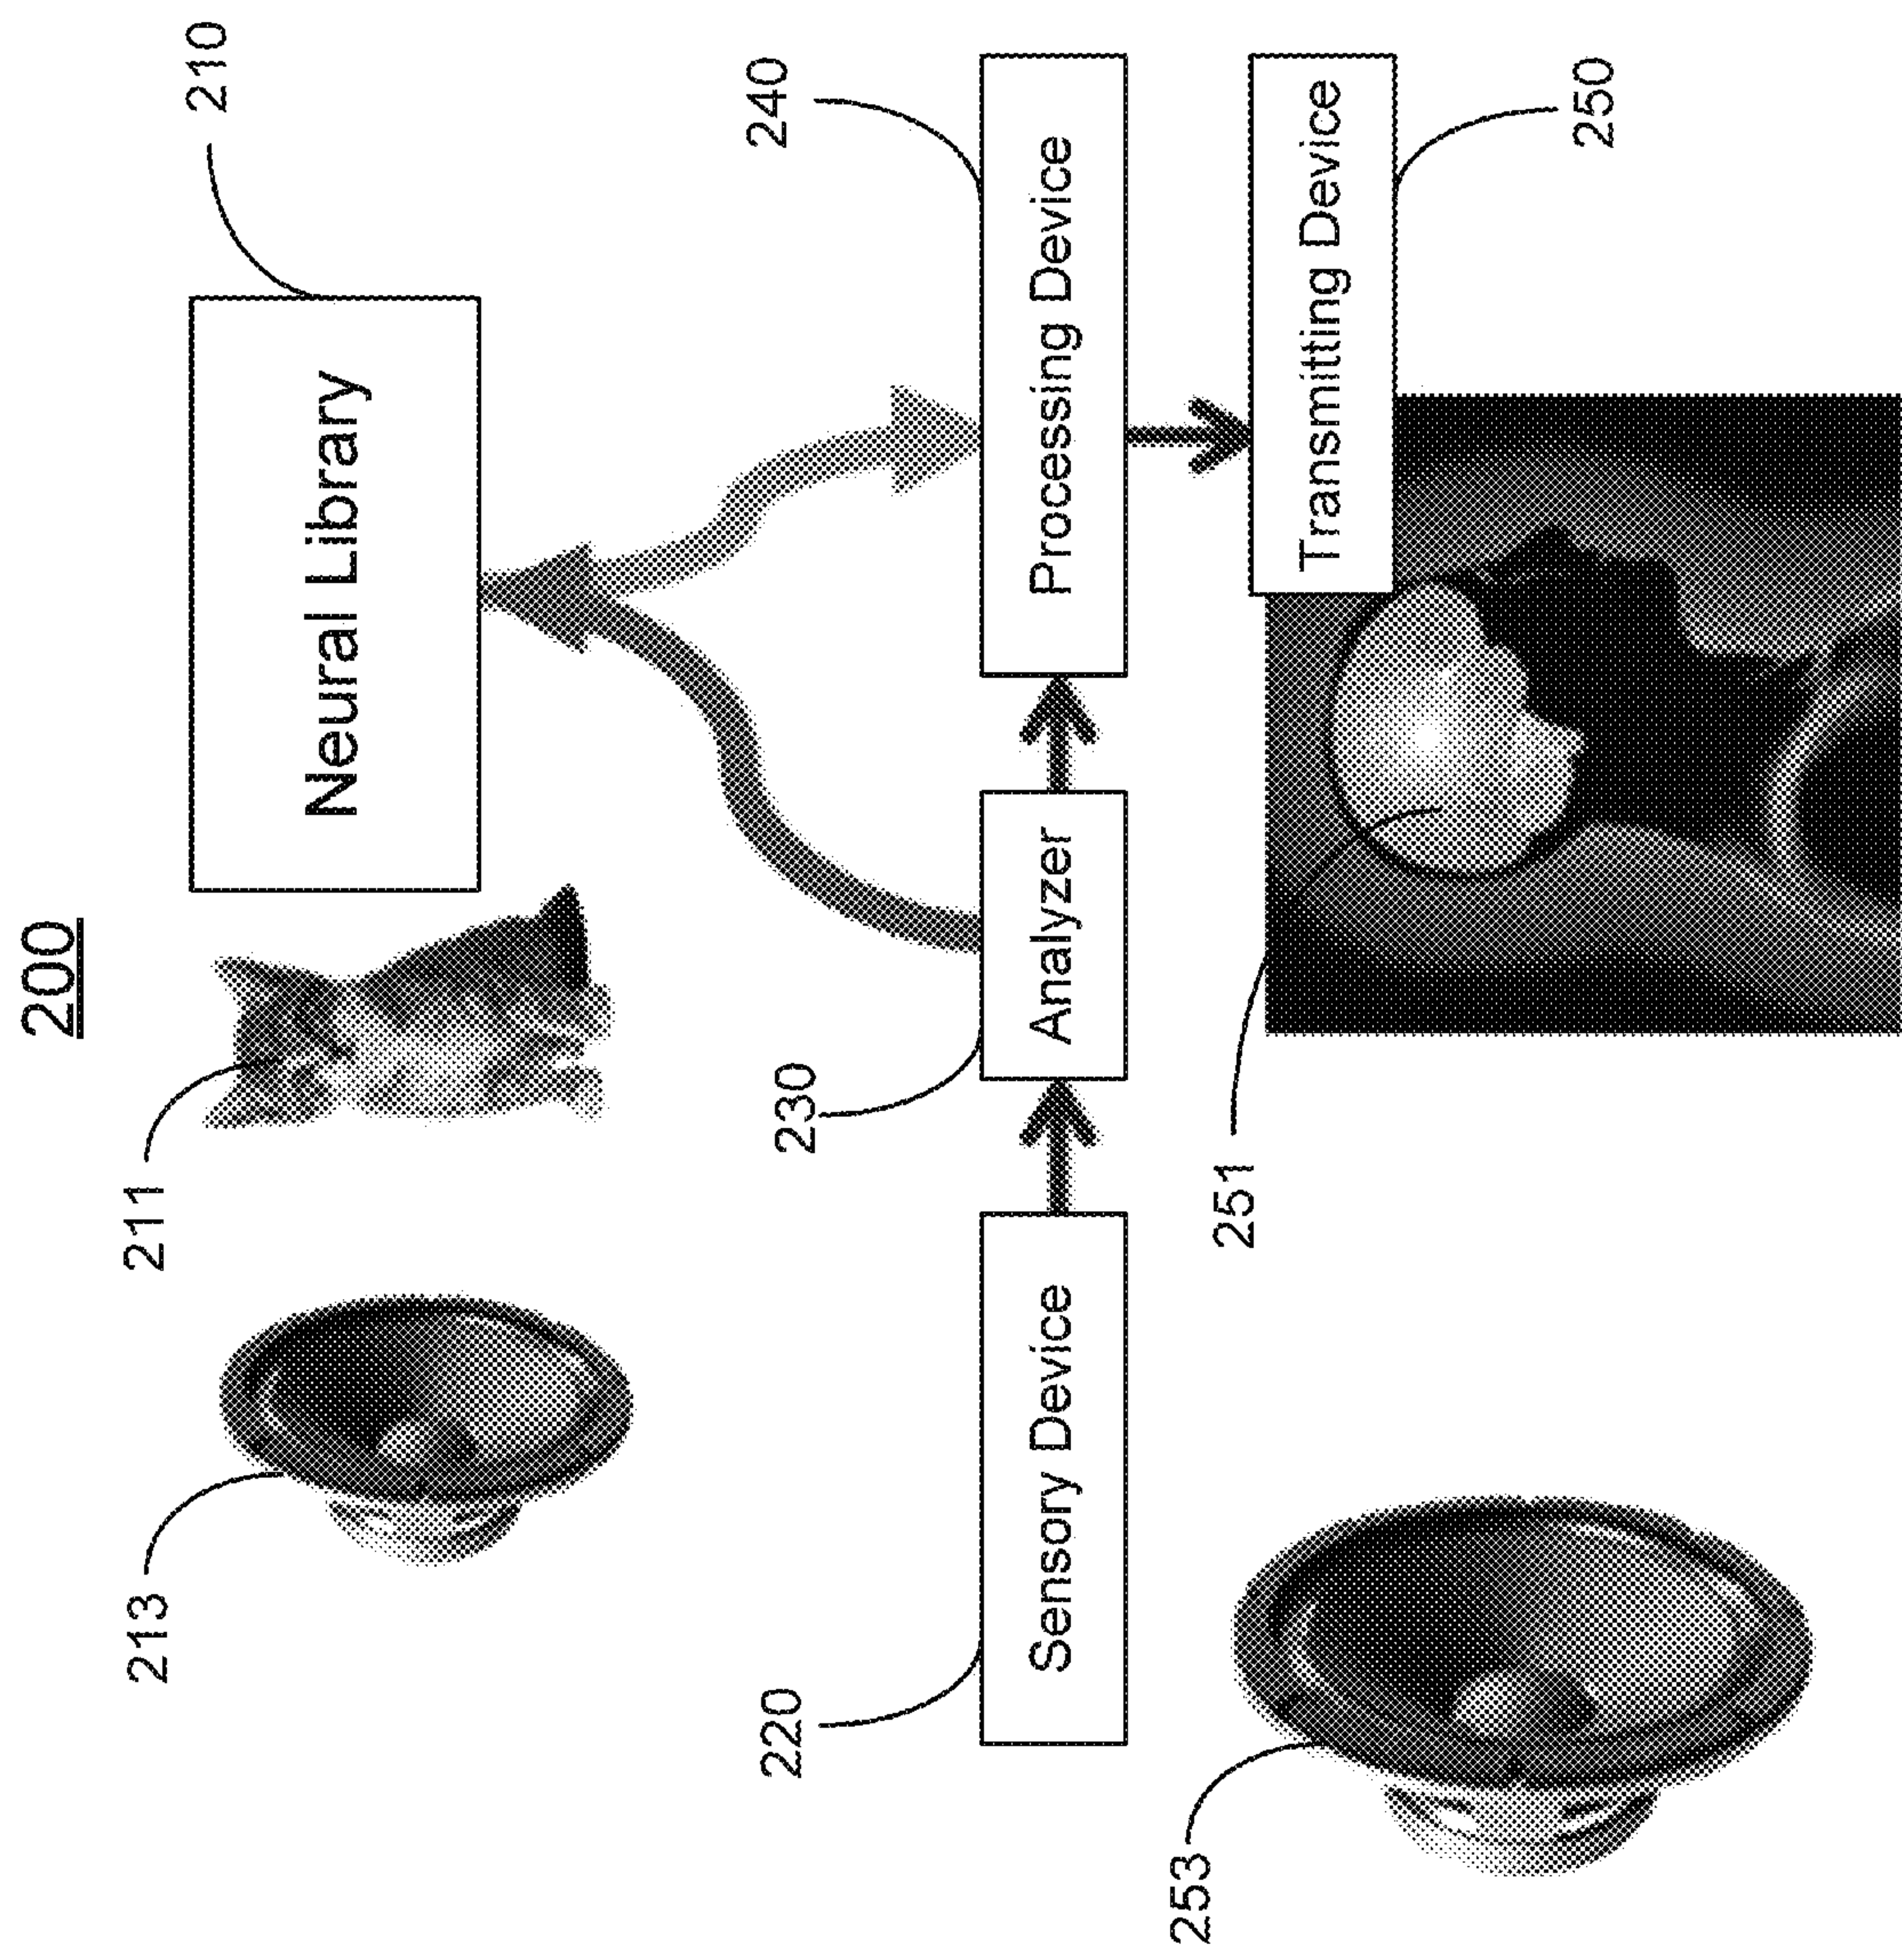 200
213
211
210
Neural Library
220
230
240
Sensory Device
Analyzer
Processing Device
253
251
Transmitting Device
250